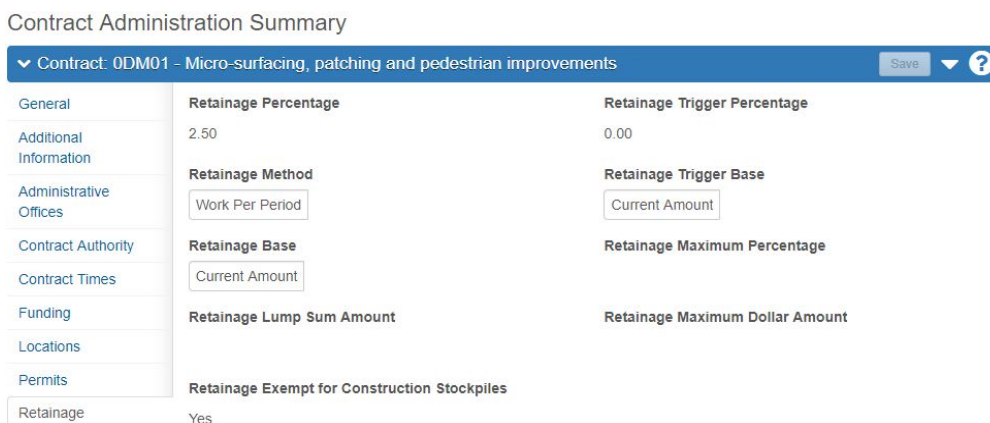 Contract Administration Summary
Contract: 0DM01 - Micro-surfacing, patching and pedestrian improvements
Save
?
General
Additional
Information
Administrative
Offices
Contract Authority
Contract Times
Funding
Locations
Permits
Retainage
Retainage Percentage
2.50
Retainage Trigger Percentage
0.00
Retainage Method
Work Per Period
Retainage Trigger Base
Current Amount
Retainage Base
Current Amount
Retainage Maximum Percentage
Retainage Lump Sum Amount
Retainage Maximum Dollar Amount
Retainage Exempt for Construction Stockpiles
Yes